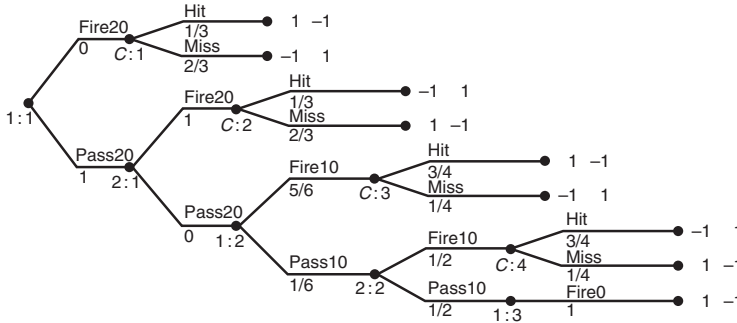 Hit
Fire20 1/3 1 −1
0 C:1 Miss
2/3 −1 1
Hit
1:1 Fire20 1/3 −1 1
1 C:2 Miss
2/3 1 −1
Pass20 Hit
1 2:1 Fire10 3/4 1 −1
5/6 C:3 Miss
1/4 −1 1
Pass20 Hit
0 1:2 Fire10 3/4 −1 1
1/2 C:4 Miss
Pass10 1/4 1 −1
1/6 2:2 Pass10 Fire0
1/2 1:3 1 1 −1